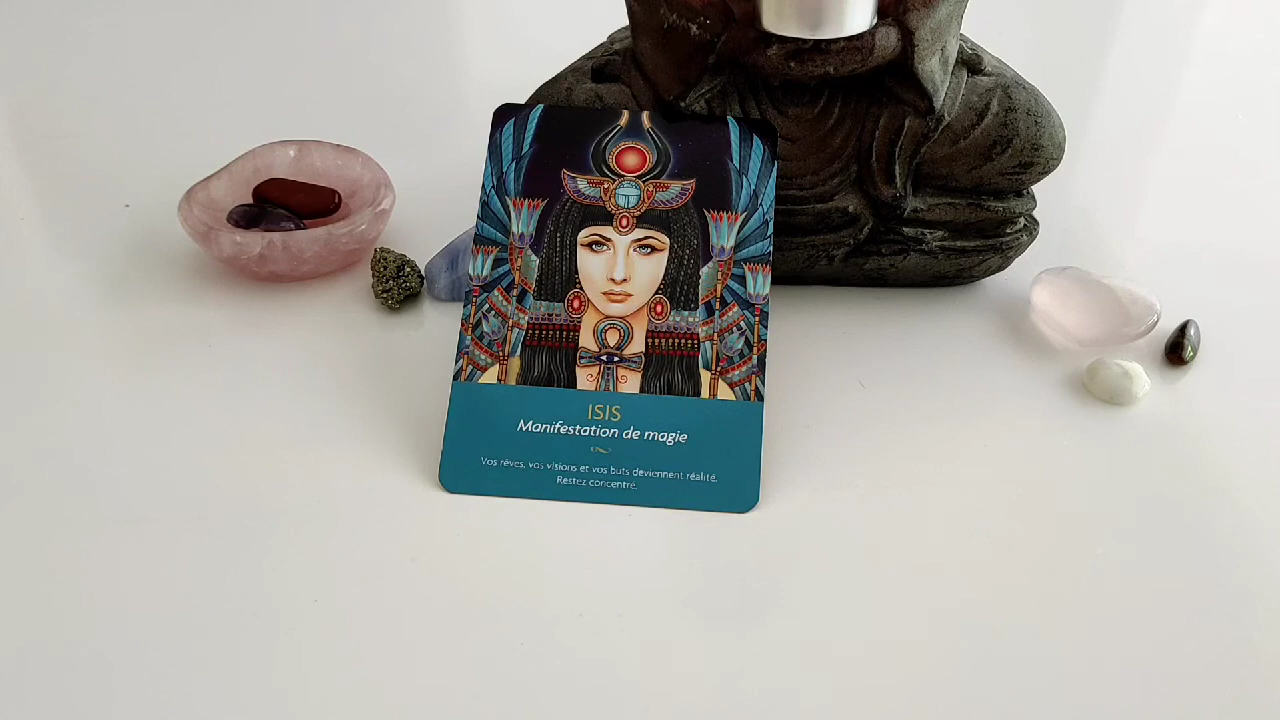 ISIS
Manifestation de magie
Vos rêves, vos visions et vos buts deviennent réalité.
Restez concentré.